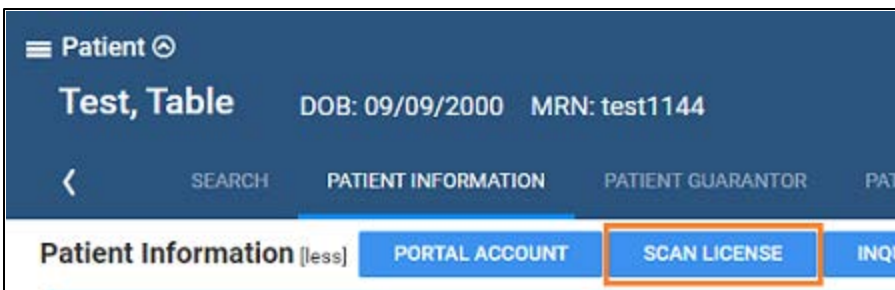 Patient
Test, Table DOB: 09/09/2000 MRN: test1144
SEARCH PATIENT INFORMATION PATIENT GUARANTOR
Patient Information [less] PORTAL ACCOUNT SCAN LICENSE